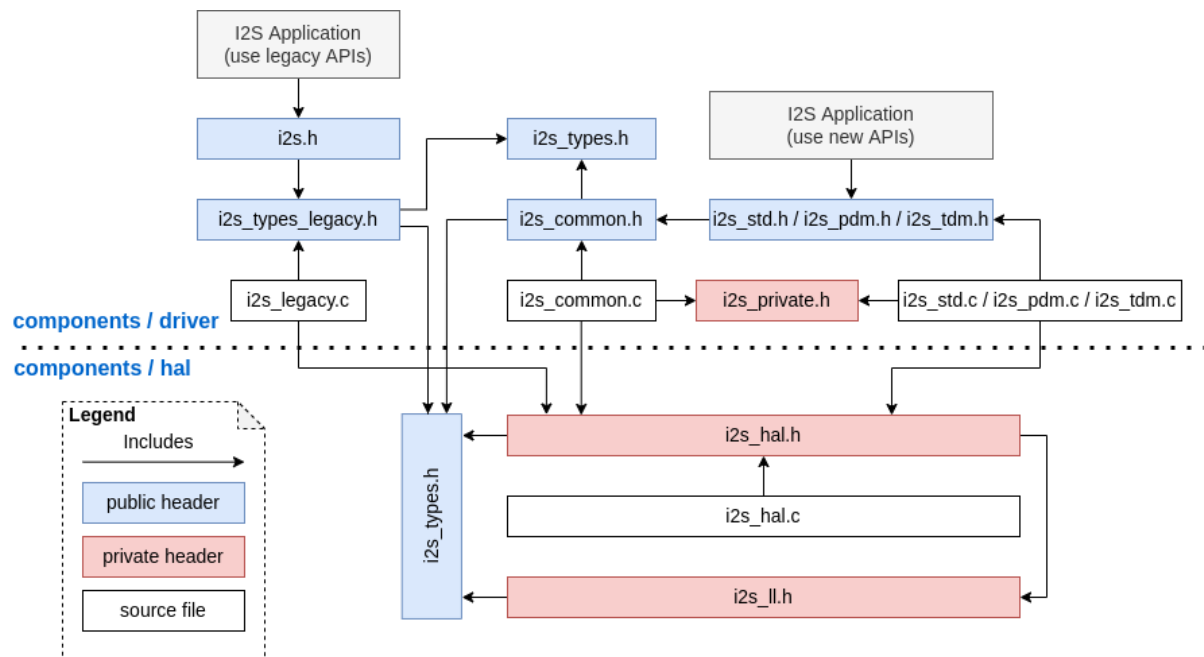 I2S Application
(use legacy APIs)
i2s.h
i2s_types.h
I2S Application
(use new APIs)
i2s_types_legacy.h
i2s_common.h
i2s_std.h / i2s_pdm.h / i2s_tdm.h
i2s_legacy.c
i2s_common.c
i2s_private.h
i2s_std.c / i2s_pdm.c / i2s_tdm.c
components / driver
components / hal
Legend
Includes
public header
private header
source file
i2s_types.h
i2s_hal.h
i2s_hal.c
i2s_ll.h